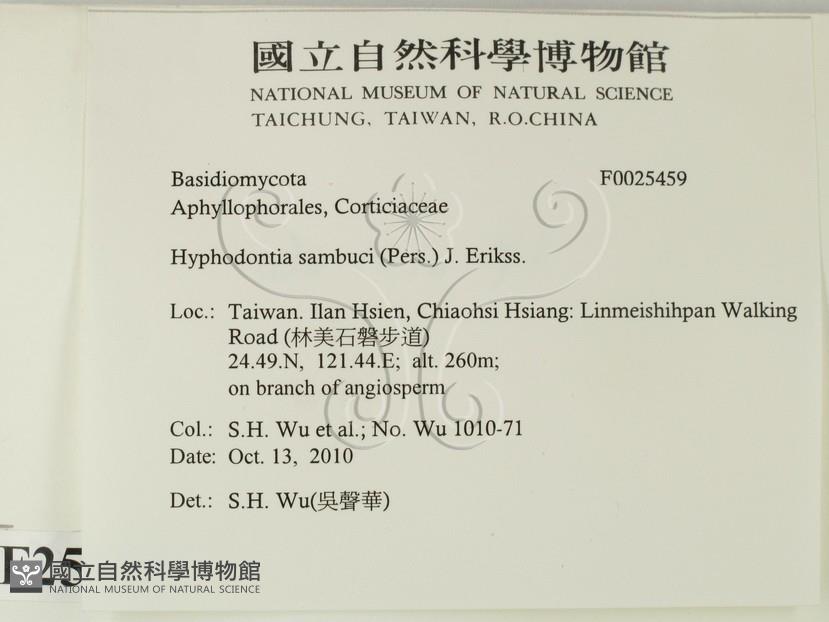 國立自然科學博物館
NATIONAL MUSEUM OF NATURAL SCIENCE
TAICHUNG, TAIWAN, R.O.CHINA
Basidiomycota F0025459
Aphyllophorales, Corticiaceae
Hyphodontia sambuci (Pers.) J. Erikss.
Loc.: Taiwan. Ilan Hsien, Chiaohsi Hsiang: Linmeishihpan Walking
Road (林美石磐步道)
24.49.N, 121.44.E; alt. 260m;
on branch of angiosperm
Col.: S.H. Wu et al.; No. Wu 1010-71
Date: Oct. 13, 2010
Det.: S.H. Wu(吳聲華)
F25
國立自然科學博物館
NATIONAL MUSEUM OF NATURAL SCIENCE